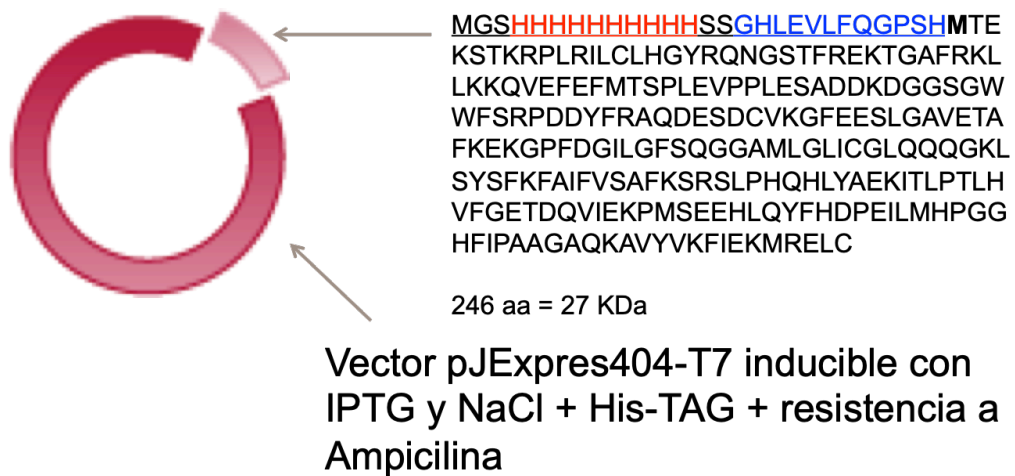 MGSHHHHHHHHHHSSGHLEVLFQGPSHMTE
KSTKRPLRILCLHGYRQNGSTFREKTGAFRKL
LKKQVEFEFMTSPLEVPPLESADDKDGGSGW
WFSRPDDYFRAQDESDCVKGFEESLGAVETA
FKEKGPFDGILGFSQGGAMLGLICGLQQQGKL
SYSFKFAIFVSAFKSRSLPHQHLYAEKITLPTLH
VFGETDQVIEKPMSEEHLQYFHDPEILMHPGG
HFIPAAGAQKAVYVKFIEKMRELC
246 aa = 27 KDa
Vector pJExpres404-T7 inducible con
IPTG y NaCl + His-TAG + resistencia a
Ampicilina